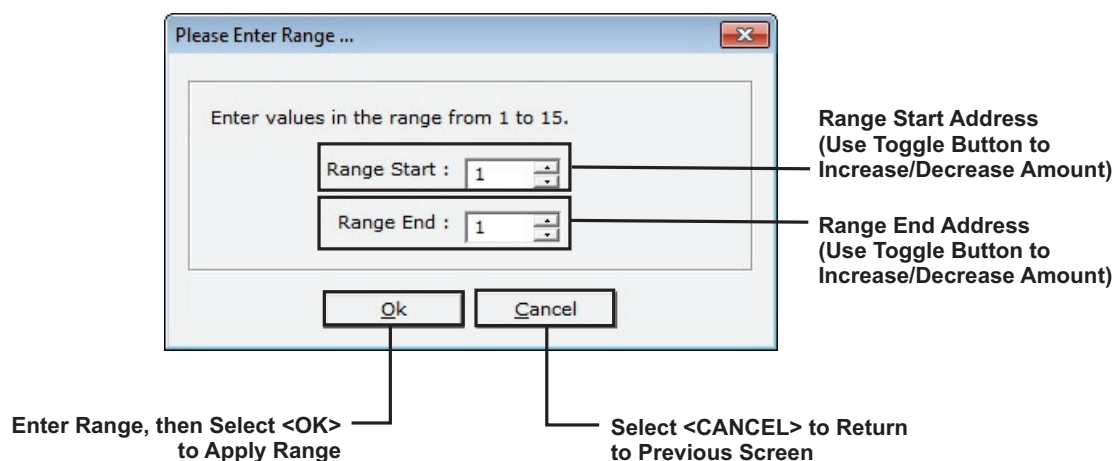 Please Enter Range ...
Enter values in the range from 1 to 15.
Range Start : 1
Range End : 1
Ok
Cancel
Range Start Address
(Use Toggle Button to
Increase/Decrease Amount)
Range End Address
(Use Toggle Button to
Increase/Decrease Amount)
Enter Range, then Select <OK>
to Apply Range
Select <CANCEL> to Return
to Previous Screen